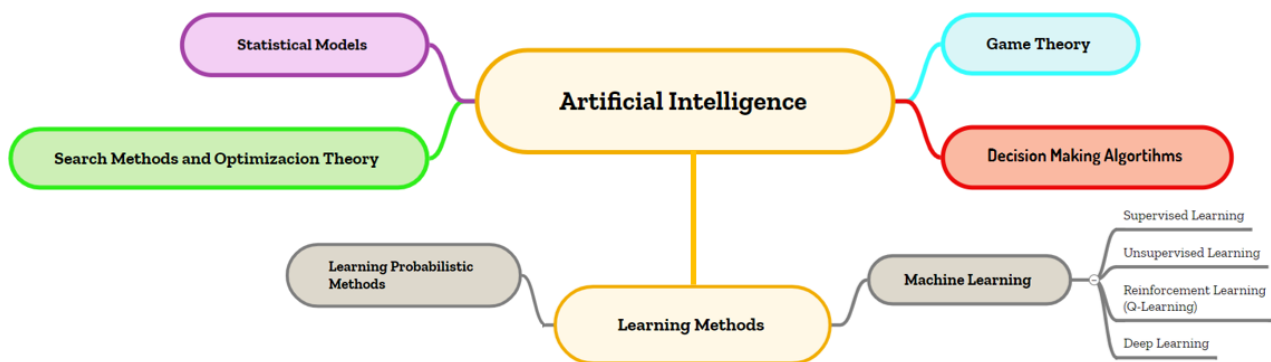 Statistical Models
Game Theory
Artificial Intelligence
Search Methods and Optimizacion Theory
Decision Making Algortihms
Learning Probabilistic
Methods
Learning Methods
Machine Learning
Supervised Learning
Unsupervised Learning
Reinforcement Learning
(Q-Learning)
Deep Learning